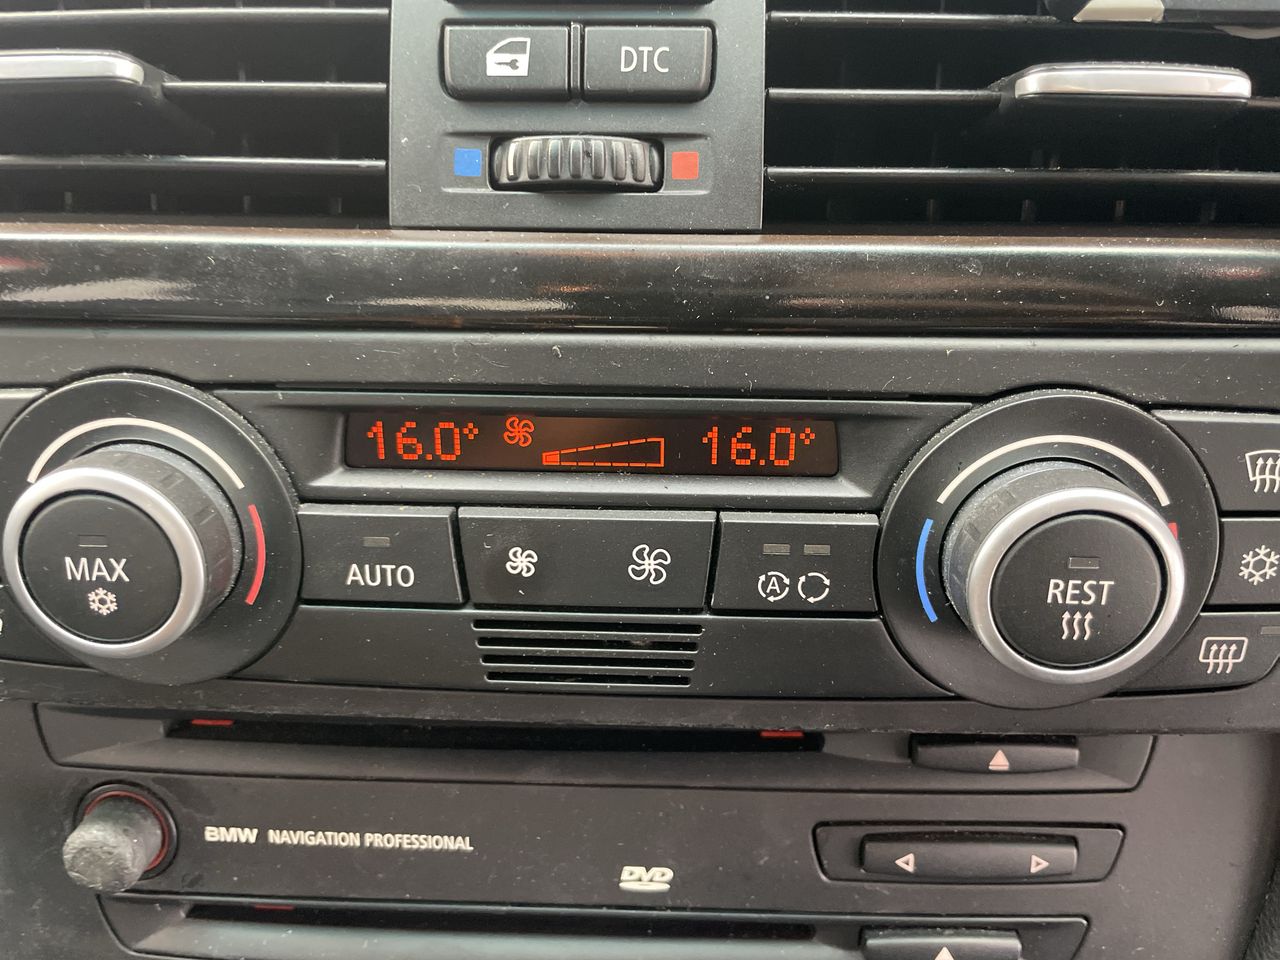 DTC
16.0° 16.0°
MAX
AUTO
A
REST
BMW NAVIGATION PROFESSIONAL
DVD